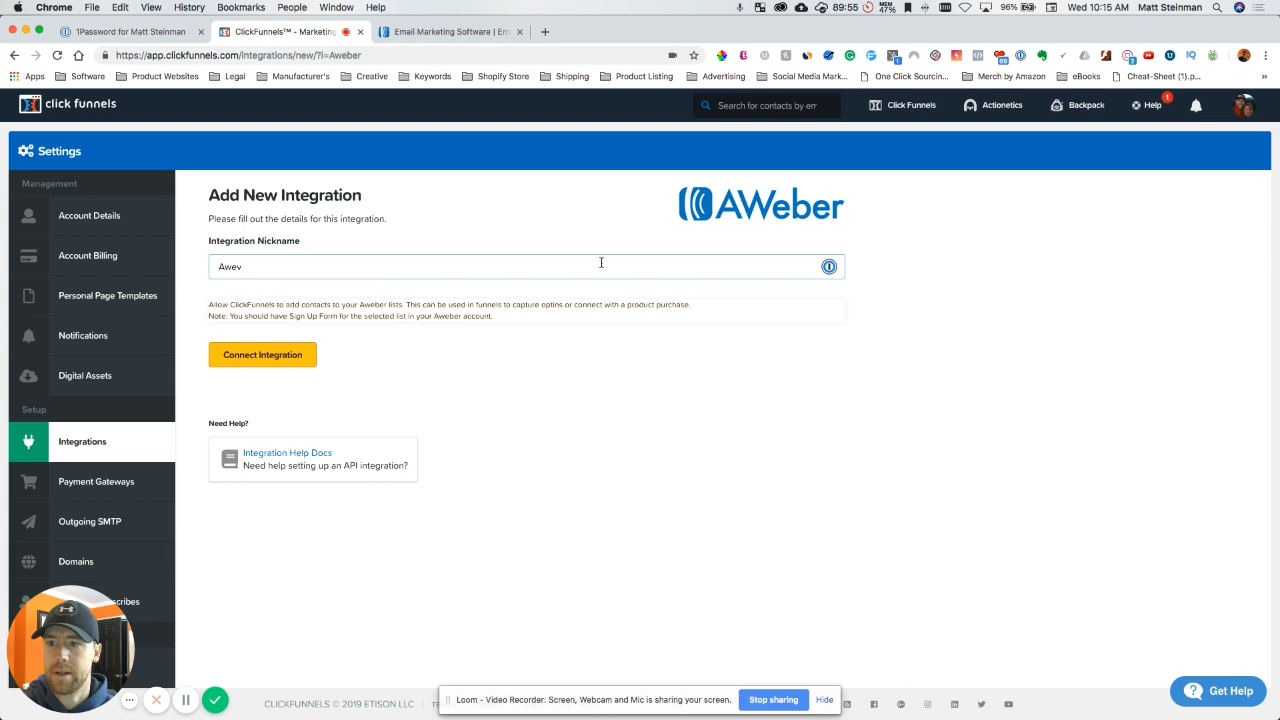 Chrome File Edit View History Bookmarks People Window Help
89:55 MEM 47% 96% Wed 10:15 AM Matt Steinman
1Password for Matt Steinman
ClickFunnels™ - Marketing
Email Marketing Software | Em
https://app.clickfunnels.com/integrations/new/?i=Aweber
Apps Software Product Websites Legal Manufacturer's Creative Keywords Shopify Store Shipping Product Listing Advertising Social Media Mark... One Click Sourcin... Merch by Amazon eBooks Cheat-Sheet (1).p... »
click funnels
Search for contacts by em
Click Funnels
Actionetics
Backpack
Help
1
Settings
Management
Account Details
Account Billing
Personal Page Templates
Notifications
Digital Assets
Setup
Integrations
Payment Gateways
Outgoing SMTP
Domains
Add New Integration
AWeber
Please fill out the details for this integration.
Integration Nickname
Awev
Allow ClickFunnels to add contacts to your Aweber lists. This can be used in funnels to capture optins or connect with a product purchase.
Note: You should have Sign Up Form for the selected list in your Aweber account.
Connect Integration
Need Help?
Integration Help Docs
Need help setting up an API integration?
CLICKFUNNELS © 2019 ETISON LLC
Loom - Video Recorder: Screen, Webcam and Mic is sharing your screen.
Stop sharing
Hide
Get Help